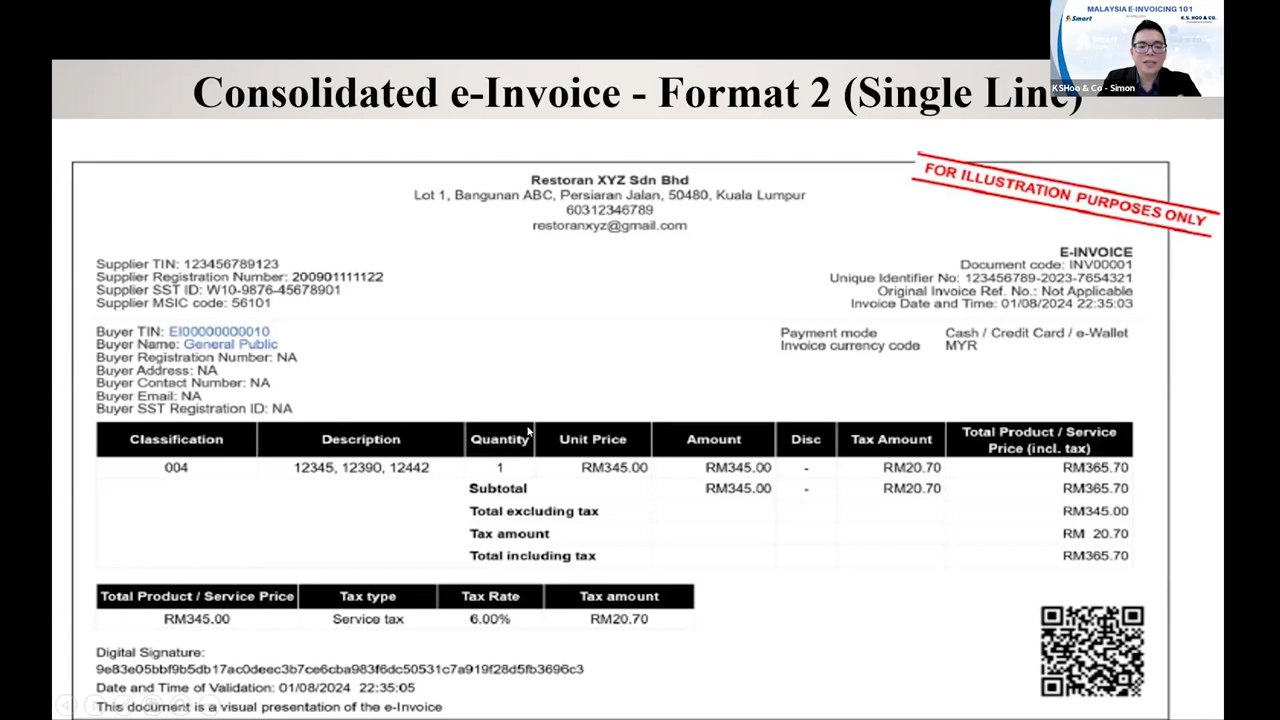 MALAYSIA E-INVOICING 101
Smart
K.S. HOO & CO.
KSHoo & Co - Simon
Consolidated e-Invoice - Format 2 (Single Line)
FOR ILLUSTRATION PURPOSES ONLY
Restoran XYZ Sdn Bhd
Lot 1, Bangunan ABC, Persiaran Jalan, 50480, Kuala Lumpur
60312346789
restoranxyz@gmail.com
E-INVOICE
Supplier TIN: 123456789123
Document code: INV00001
Supplier Registration Number: 200901111122
Unique Identifier No: 123456789-2023-7654321
Supplier SST ID: W10-9876-45678901
Original Invoice Ref. No.: Not Applicable
Supplier MSIC code: 56101
Invoice Date and Time: 01/08/2024 22:35:03
Buyer TIN: EI00000000010
Payment mode Cash / Credit Card / e-Wallet
Buyer Name: General Public
Invoice currency code MYR
Buyer Registration Number: NA
Buyer Address: NA
Buyer Contact Number: NA
Buyer Email: NA
Buyer SST Registration ID: NA
Classification Description Quantity Unit Price Amount Disc Tax Amount Total Product / Service Price (incl. tax)
004 12345, 12390, 12442 1 RM345.00 RM345.00 - RM20.70 RM365.70
Subtotal RM345.00 - RM20.70 RM365.70
Total excluding tax RM345.00
Tax amount RM 20.70
Total including tax RM365.70
Total Product / Service Price Tax type Tax Rate Tax amount
RM345.00 Service tax 6.00% RM20.70
Digital Signature:
9e83e05bbf9b5db17ac0deec3b7ce6cba983f6dc50531c7a919f28d5fb3696c3
Date and Time of Validation: 01/08/2024 22:35:05
This document is a visual presentation of the e-Invoice